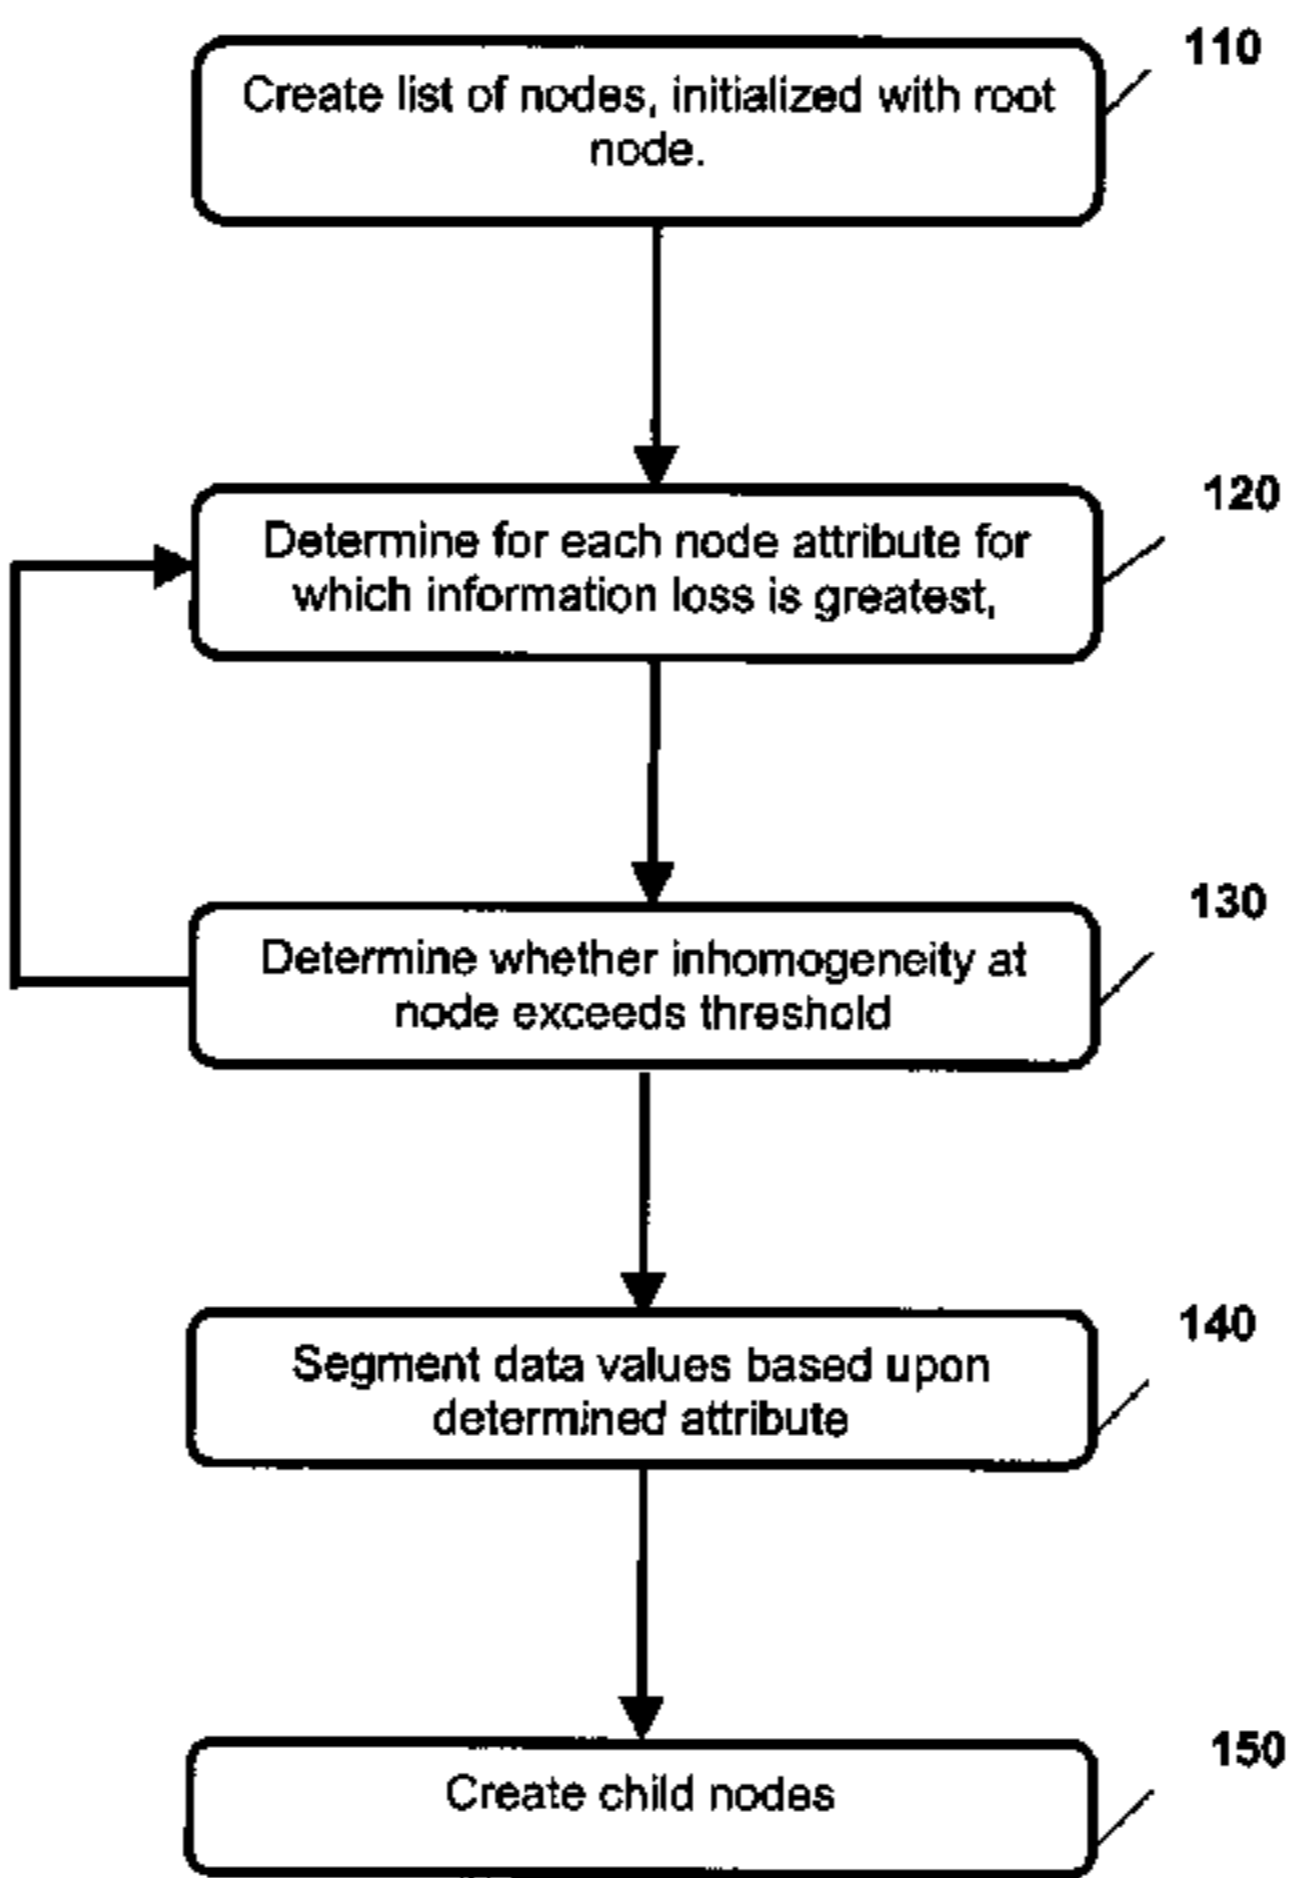 110
Create list of nodes, initialized with root
node.
120
Determine for each node attribute for
which information loss is greatest,
130
Determine whether inhomogeneity at
node exceeds threshold
140
Segment data values based upon
determined attribute
150
Create child nodes